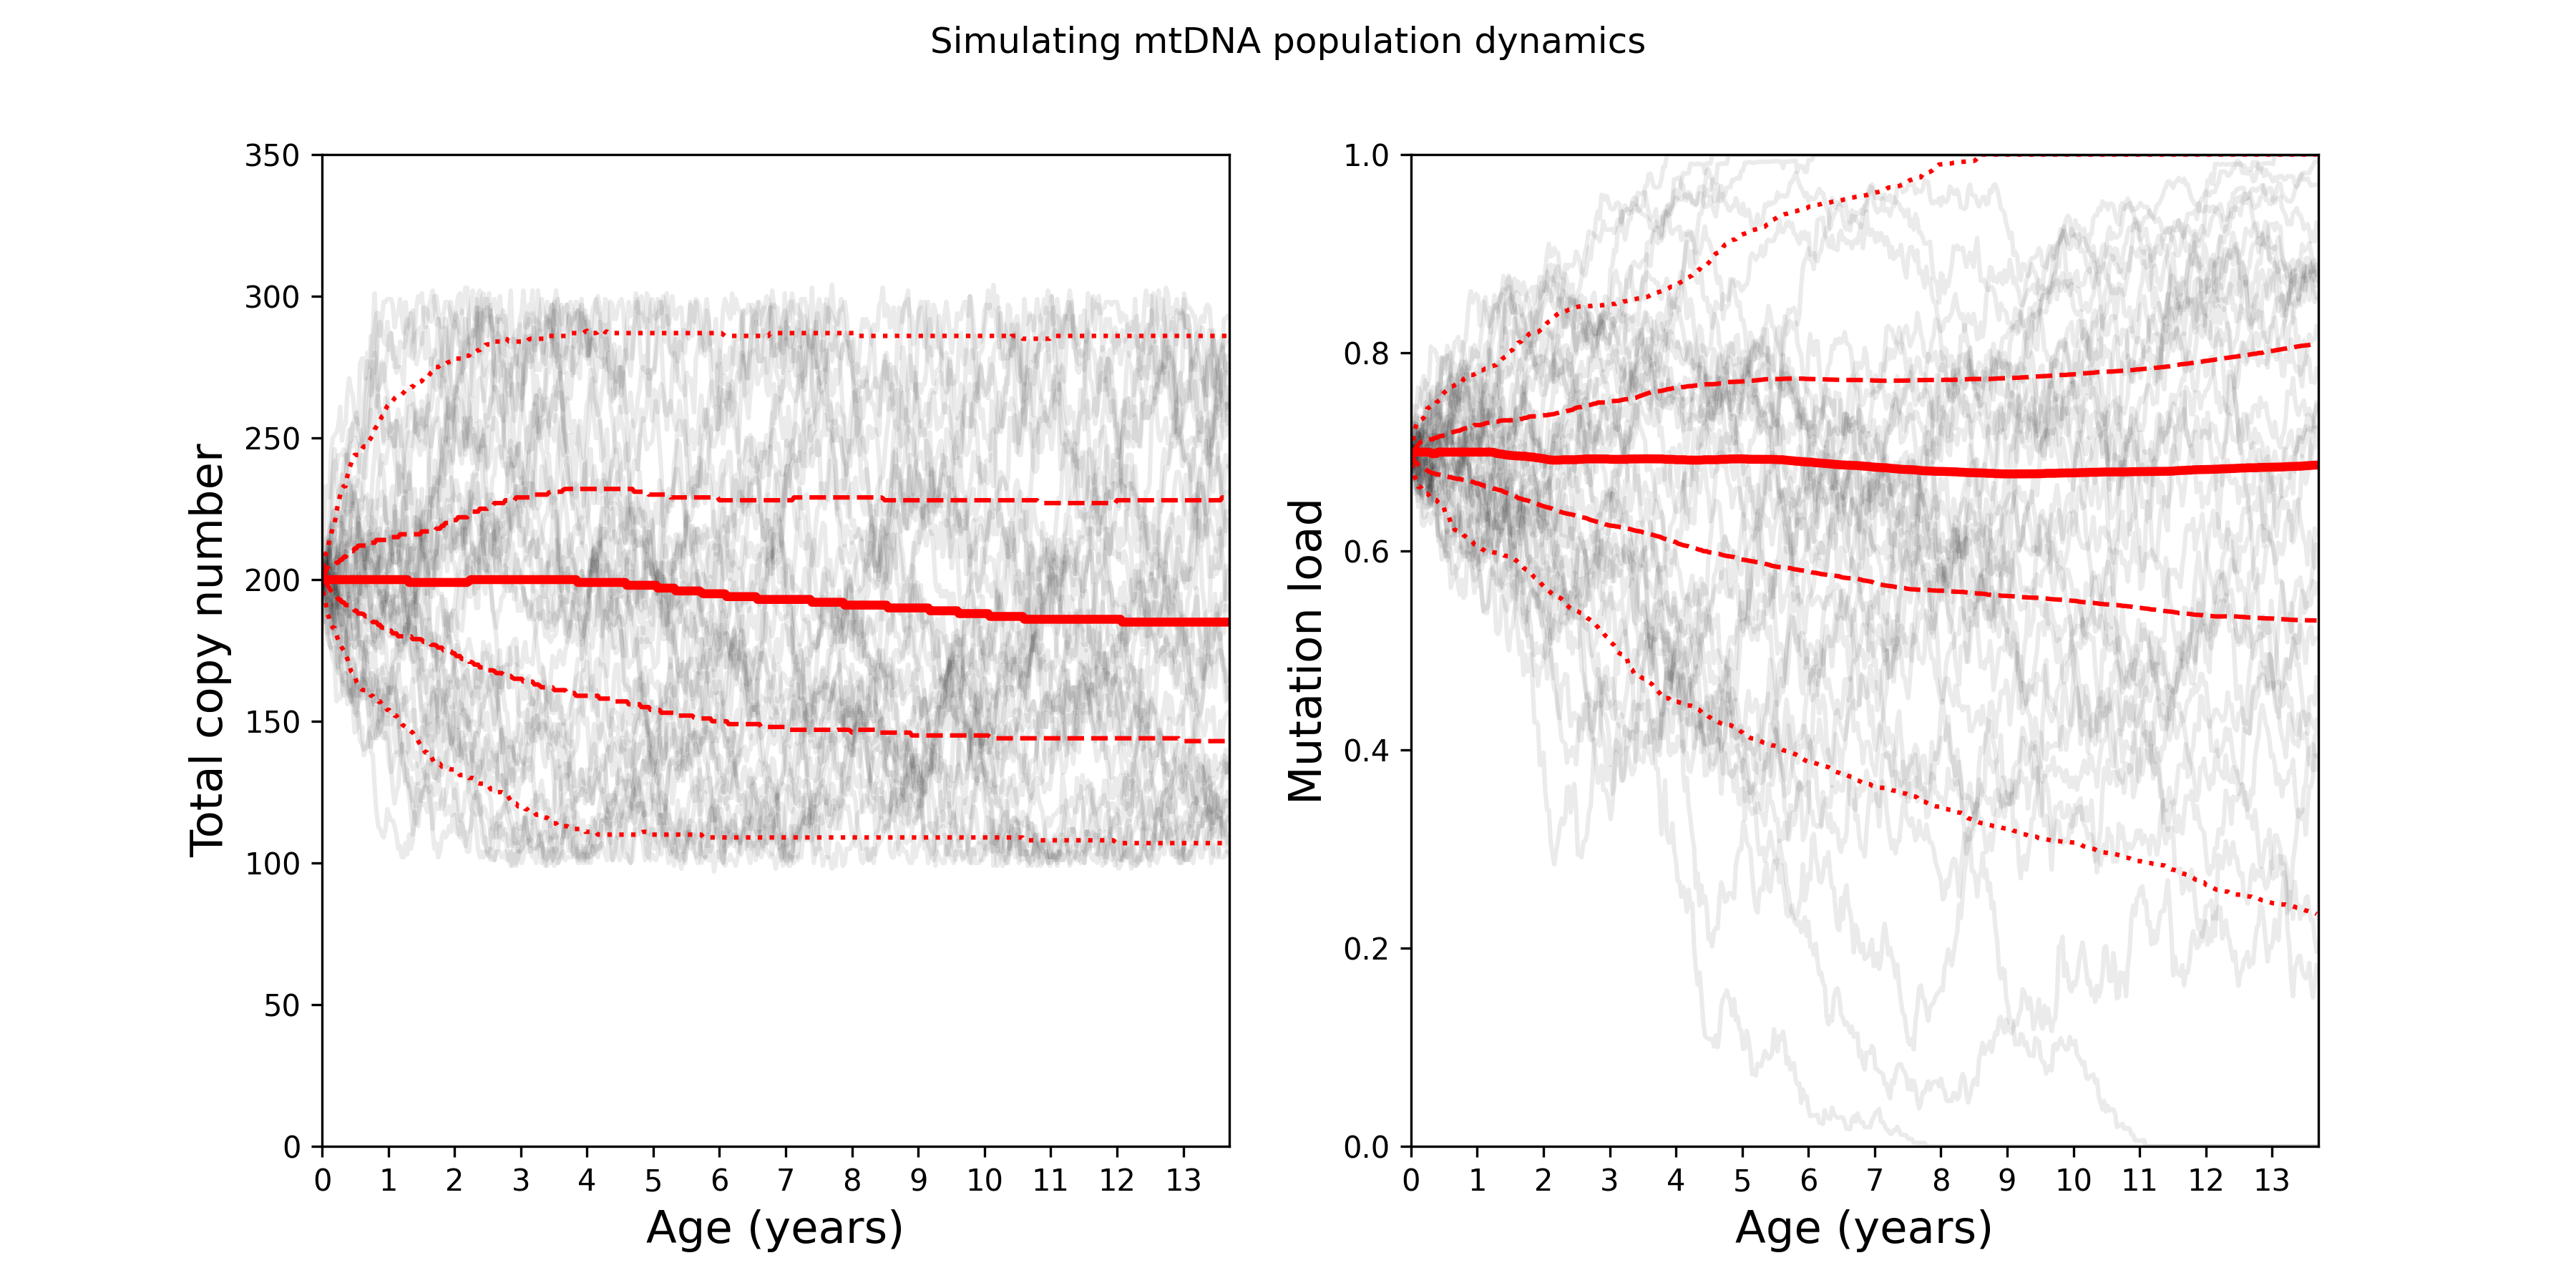 Simulating mtDNA population dynamics
Total copy number
350
300
250
200
150
100
50
0
0 1 2 3 4 5 6 7 8 9 10 11 12 13
Age (years)
Mutation load
1.0
0.8
0.6
0.4
0.2
0.0
0 1 2 3 4 5 6 7 8 9 10 11 12 13
Age (years)